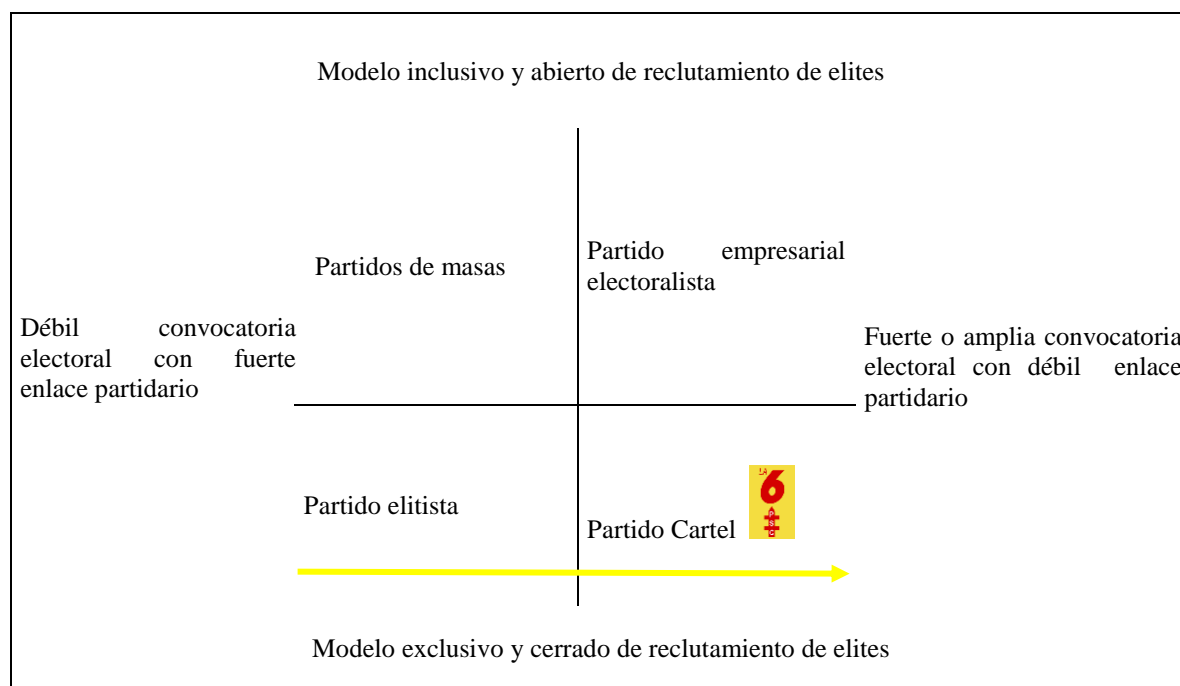 Modelo inclusivo y abierto de reclutamiento de elites
Partidos de masas
Partido empresarial
electoralista
Débil convocatoria
electoral con fuerte
enlace partidario
Fuerte o amplia convocatoria
electoral con débil enlace
partidario
Partido elitista
Partido Cartel
LA
6
P
S
C
Modelo exclusivo y cerrado de reclutamiento de elites